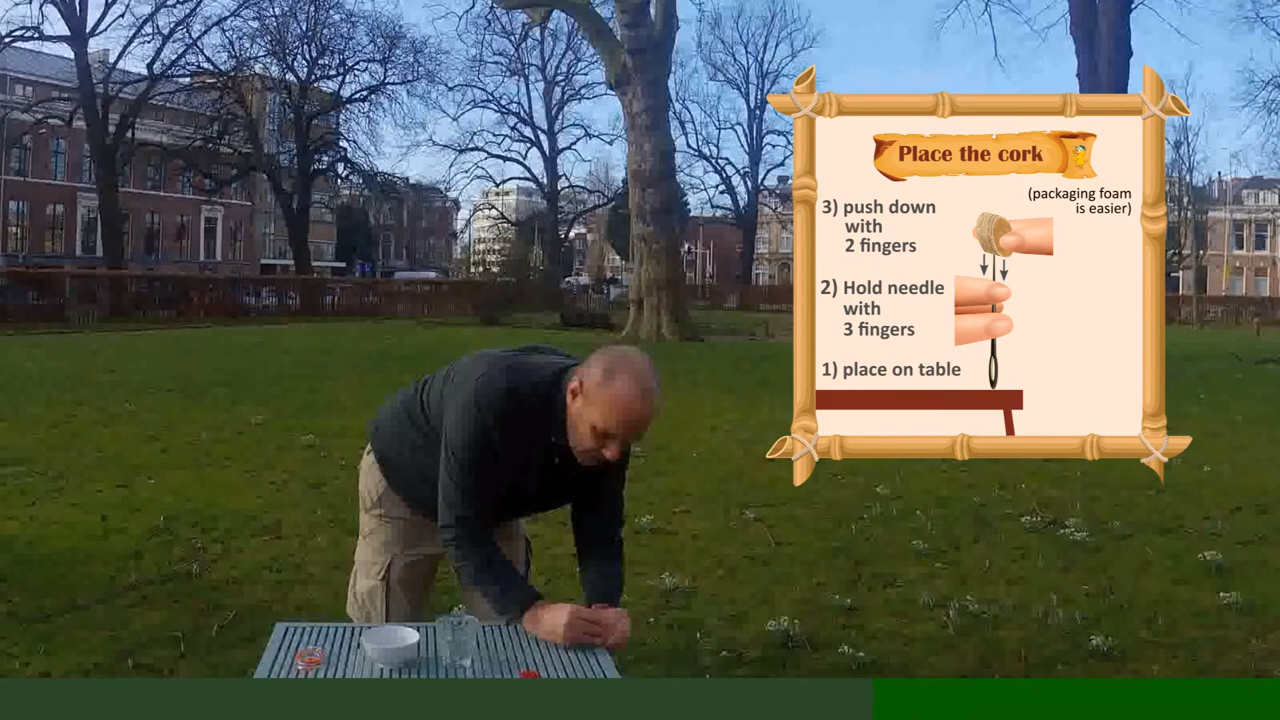 Place the cork
(packaging foam
is easier)
3) push down
with
2 fingers
2) Hold needle
with
3 fingers
1) place on table